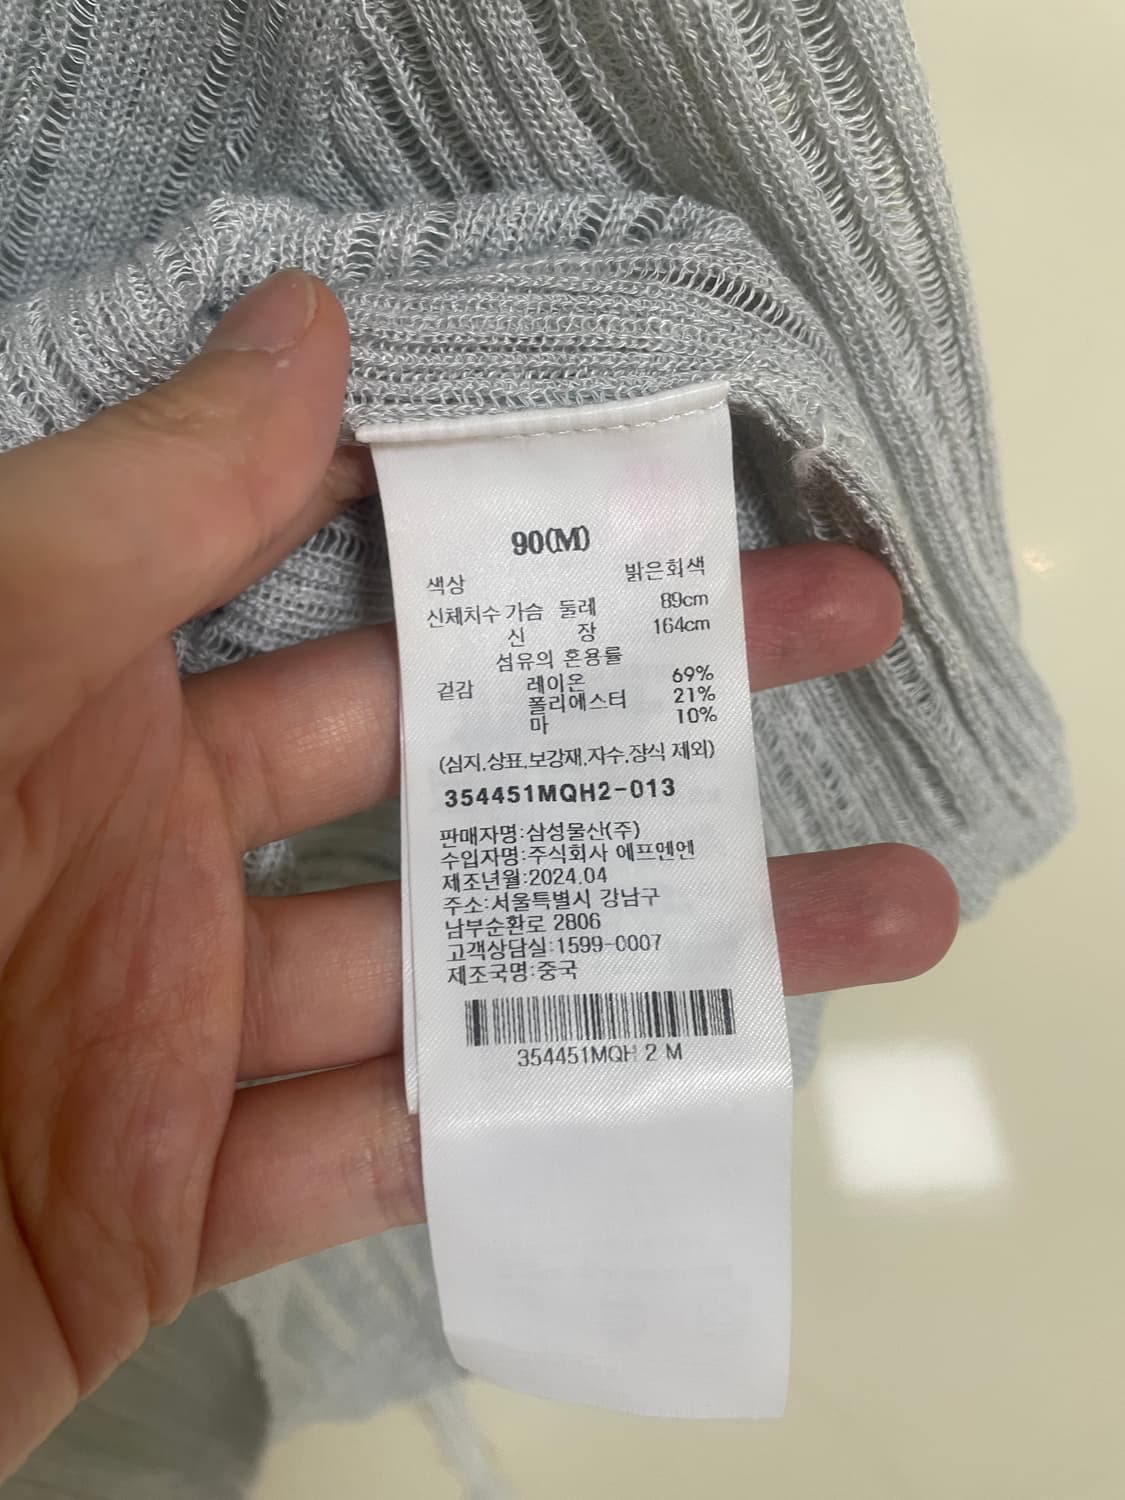 90(M)
색상 밝은회색
신체치수 가슴 둘레 89cm
신 장 164cm
섬유의 혼용률
겉감 레이온 69%
폴리에스터 21%
마 10%
(심지,상표,보강재,자수,장식 제외)
354451MQH2-013
판매자명:삼성물산(주)
수입자명:주식회사 에프엔엔
제조년월:2024.04
주소:서울특별시 강남구
남부순환로 2806
고객상담실:1599-0007
제조국명:중국
354451MQH 2 M